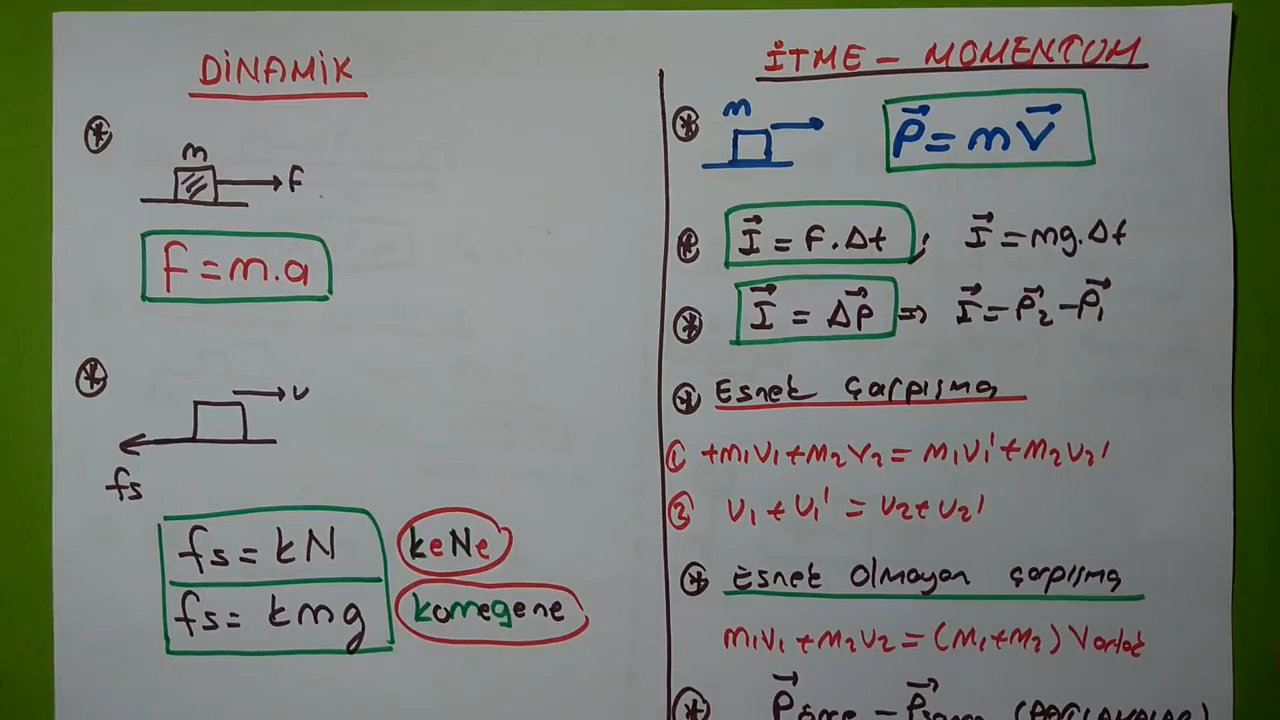 DİNAMİK
m
F
F = m.a
v
fs
fs = kN
keNe
fs = kmg
komegene
İTME - MOMENTUM
m
P = mV
I = F.Δt ; I = mg.Δt
I = ΔP ⇒ I = P2 - P1
Esnek Çarpışma
① +m1v1 + m2v2 = m1v1' + m2v2'
② v1 + v1' = v2 + v2'
Esnek Olmayan çarpışma
m1v1 + m2v2 = (m1 + m2) Vortak